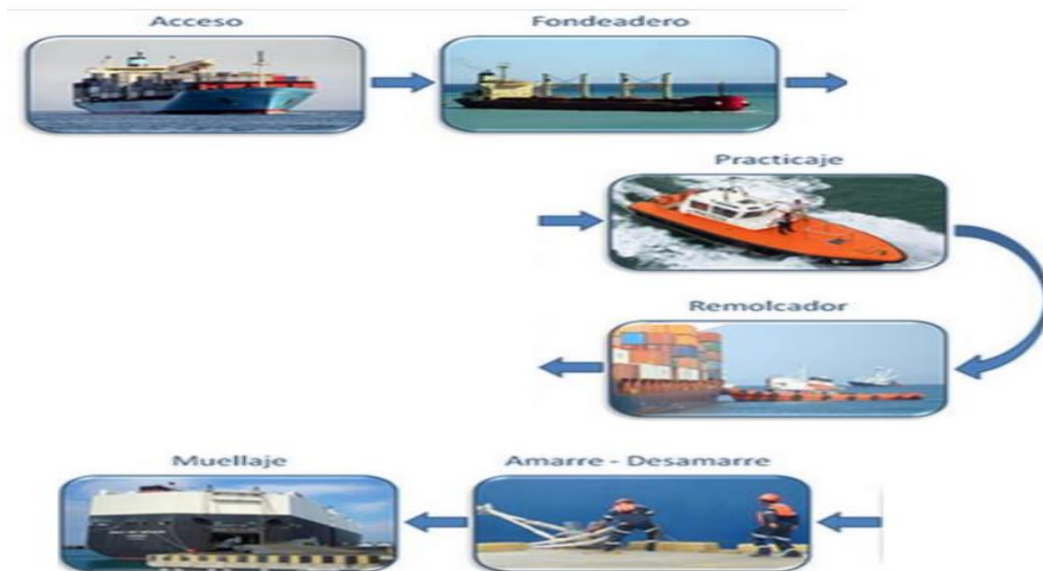 Acceso
Fondeadero
Practicaje
Remolcador
Muellaje
Amarre - Desamarre